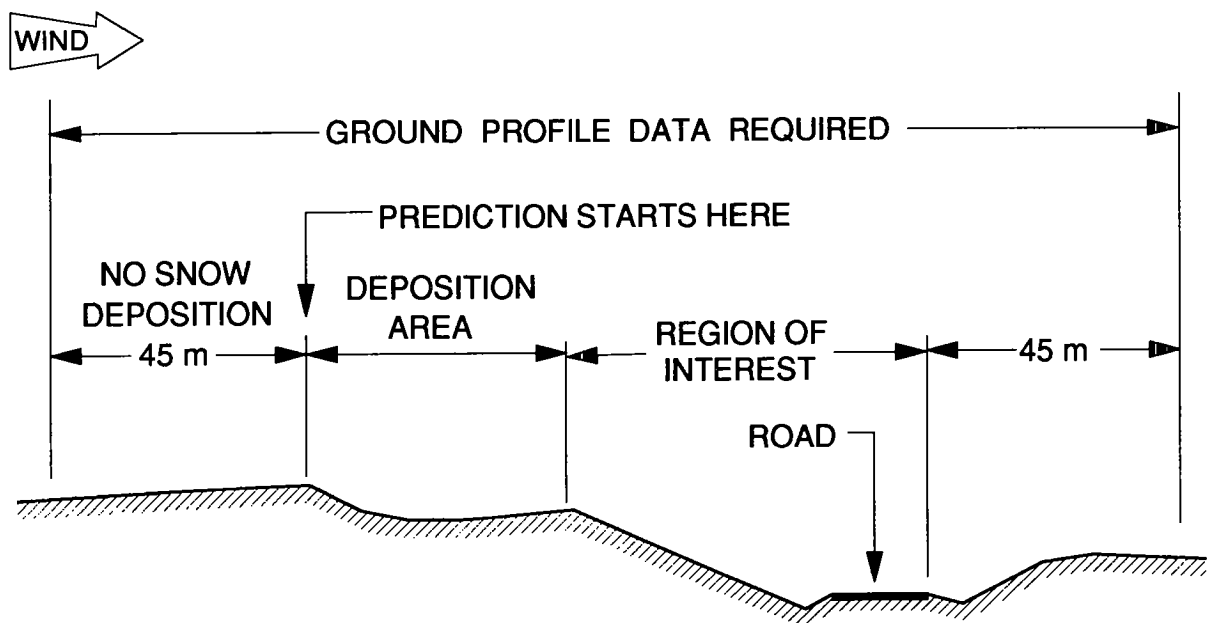 WIND
GROUND PROFILE DATA REQUIRED
PREDICTION STARTS HERE
NO SNOW
DEPOSITION
45 m
DEPOSITION
AREA
REGION OF
INTEREST
45 m
ROAD